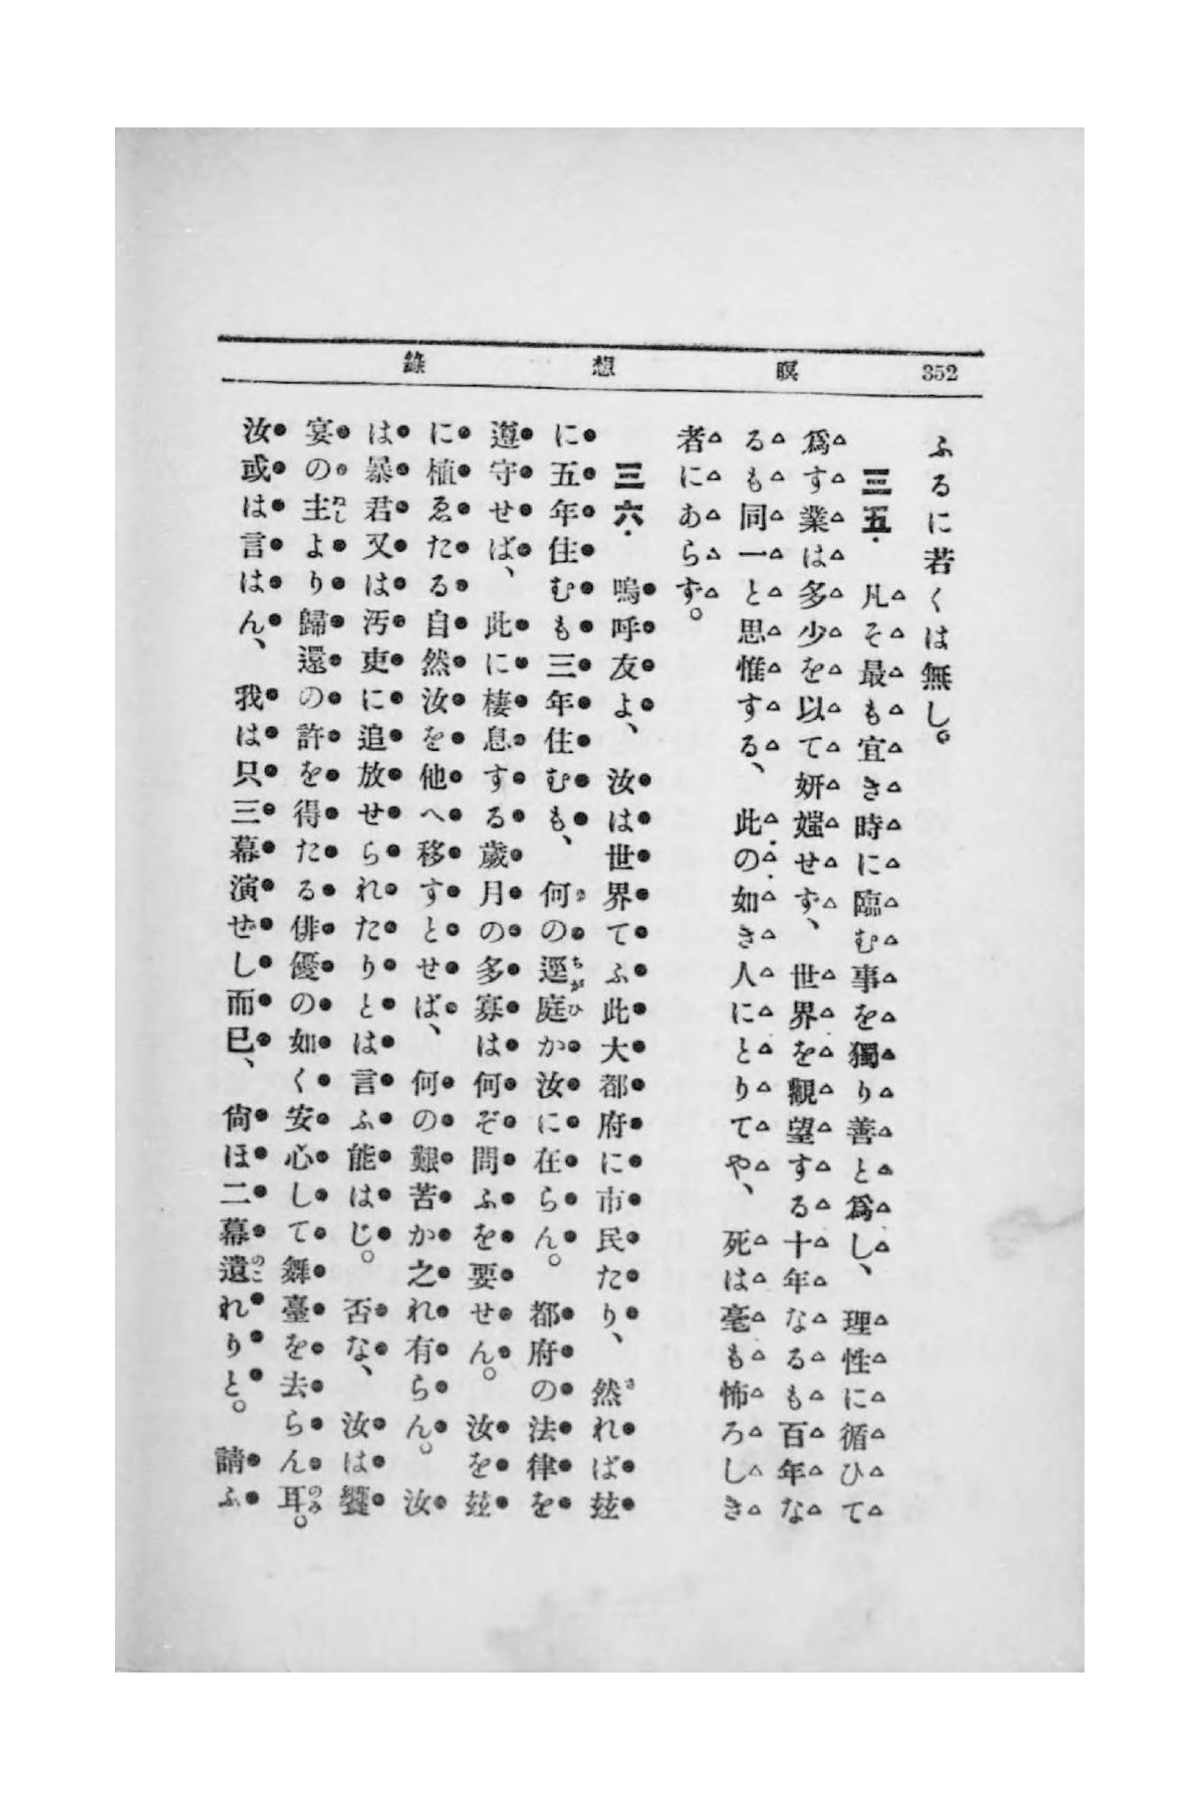 352 瞑想錄
ふるに若くは無し。
三五. 凡そ最も宜き時に臨む事を獨り善と爲し、理性に循ひて
爲す業は多少を以て妍媸せず、世界を觀望する十年なるも百年な
るも同一と思惟する、此の如き人にとりてや、死は毫も怖ろしき
者にあらず。
三六. 嗚呼友よ、汝は世界てふ此大都府に市民たり、然れば玆
に五年住むも三年住むも、何の逕庭か汝に在らん。都府の法律を
遵守せば、此に棲息する歲月の多寡は何ぞ問ふを要せん。汝を玆
に植ゑたる自然汝を他へ移すとせば、何の艱苦か之れ有らん。汝
は暴君又は汚吏に追放せられたりとは言ふ能はじ。否な、汝は饗
宴の主より歸還の許を得たる俳優の如く安心して舞臺を去らん耳。
汝或は言はん、我は只三幕演せし而已、尙ほ二幕遺れりと。請ふ